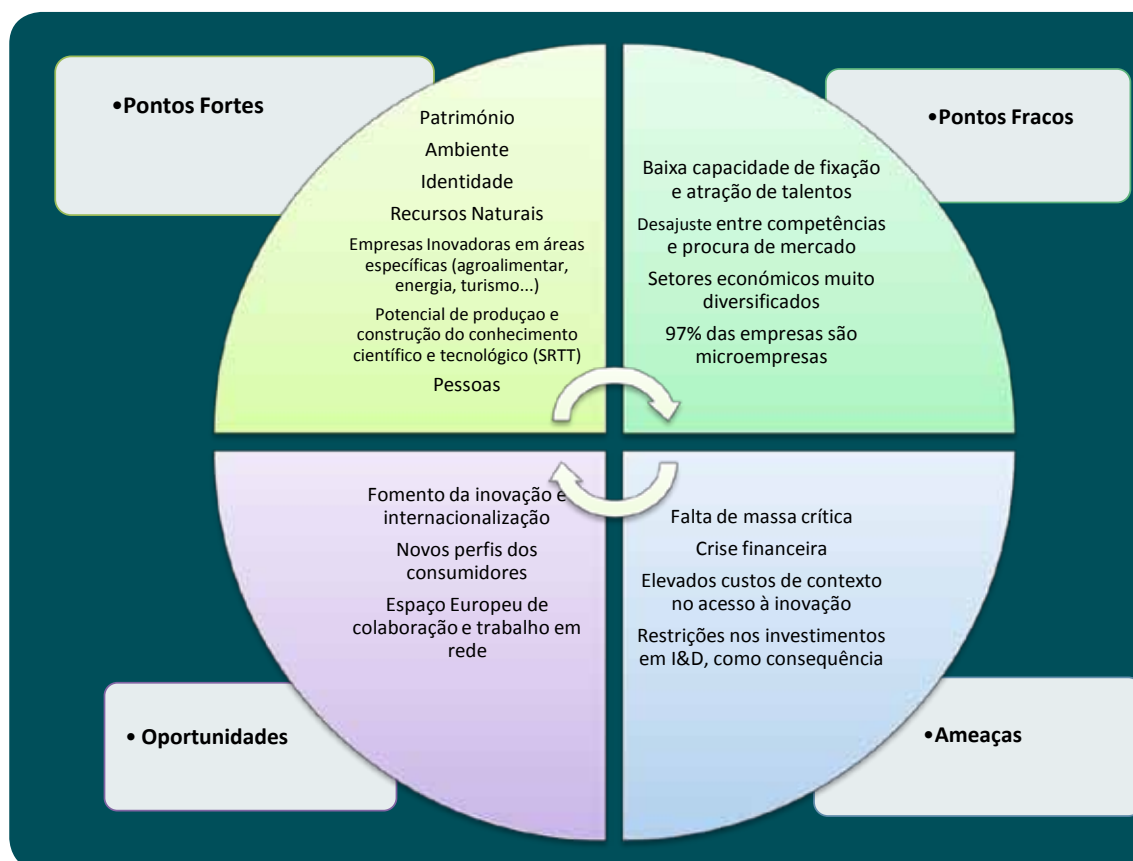 •Pontos Fortes
Património
Ambiente
Identidade
Recursos Naturais
Empresas Inovadoras em áreas
específicas (agroalimentar,
energia, turismo...)
Potencial de produçao e
construção do conhecimento
científico e tecnológico (SRTT)
Pessoas
•Pontos Fracos
Baixa capacidade de fixação
e atração de talentos
Desajuste entre competências
e procura de mercado
Setores económicos muito
diversificados
97% das empresas são
microempresas
• Oportunidades
Fomento da inovação e
internacionalização
Novos perfis dos
consumidores
Espaço Europeu de
colaboração e trabalho em
rede
•Ameaças
Falta de massa crítica
Crise financeira
Elevados custos de contexto
no acesso à inovação
Restrições nos investimentos
em I&D, como consequência